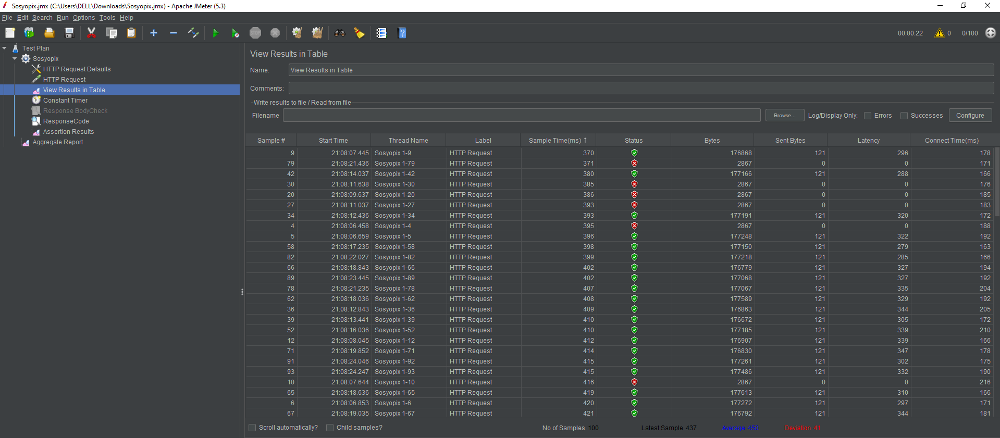 Sosyopix.jmx (C:\Users\DELL\Downloads\Sosyopix.jmx) - Apache JMeter (5.3)
File Edit Search Run Options Tools Help
STOP 00:00:22 0 0/100
Test Plan
Sosyopix
HTTP Request Defaults
HTTP Request
View Results in Table
Constant Timer
Response BodyCheck
ResponseCode
Assertion Results
Aggregate Report
View Results in Table
Name: View Results in Table
Comments:
Write results to file / Read from file
Filename Browse... Log/Display Only: Errors Successes Configure
Sample # Start Time Thread Name Label Sample Time(ms) ↑ Status Bytes Sent Bytes Latency Connect Time(ms)
9 21:08:07.445 Sosyopix 1-9 HTTP Request 370 176868 121 296 178
79 21:08:21.436 Sosyopix 1-79 HTTP Request 371 2867 0 0 171
42 21:08:14.037 Sosyopix 1-42 HTTP Request 380 177166 121 288 166
30 21:08:11.638 Sosyopix 1-30 HTTP Request 385 2867 0 0 176
20 21:08:09.637 Sosyopix 1-20 HTTP Request 386 2867 0 0 185
27 21:08:11.037 Sosyopix 1-27 HTTP Request 393 2867 0 0 183
34 21:08:12.436 Sosyopix 1-34 HTTP Request 393 177191 121 320 172
4 21:08:06.458 Sosyopix 1-4 HTTP Request 395 2867 0 0 188
5 21:08:06.659 Sosyopix 1-5 HTTP Request 396 177248 121 322 192
58 21:08:17.235 Sosyopix 1-58 HTTP Request 398 177150 121 279 163
82 21:08:22.027 Sosyopix 1-82 HTTP Request 399 177218 121 285 166
66 21:08:18.843 Sosyopix 1-66 HTTP Request 402 176779 121 327 194
89 21:08:23.445 Sosyopix 1-89 HTTP Request 402 177068 121 327 192
78 21:08:21.235 Sosyopix 1-78 HTTP Request 407 177067 121 335 204
62 21:08:18.036 Sosyopix 1-62 HTTP Request 408 177589 121 329 192
36 21:08:12.843 Sosyopix 1-36 HTTP Request 409 176863 121 344 205
39 21:08:13.441 Sosyopix 1-39 HTTP Request 410 176672 121 305 172
52 21:08:16.036 Sosyopix 1-52 HTTP Request 410 177185 121 339 210
12 21:08:08.045 Sosyopix 1-12 HTTP Request 412 176907 121 339 166
71 21:08:19.852 Sosyopix 1-71 HTTP Request 414 176830 121 347 178
91 21:08:24.046 Sosyopix 1-92 HTTP Request 415 177261 121 302 175
93 21:08:24.247 Sosyopix 1-93 HTTP Request 415 177486 121 332 190
10 21:08:07.644 Sosyopix 1-10 HTTP Request 416 2867 0 0 216
65 21:08:18.636 Sosyopix 1-65 HTTP Request 419 177613 121 310 166
6 21:08:06.853 Sosyopix 1-6 HTTP Request 420 177272 121 297 171
67 21:08:19.035 Sosyopix 1-67 HTTP Request 421 176792 121 344 181
Scroll automatically? Child samples? No of Samples 100 Latest Sample 437 Average 450 Deviation 41